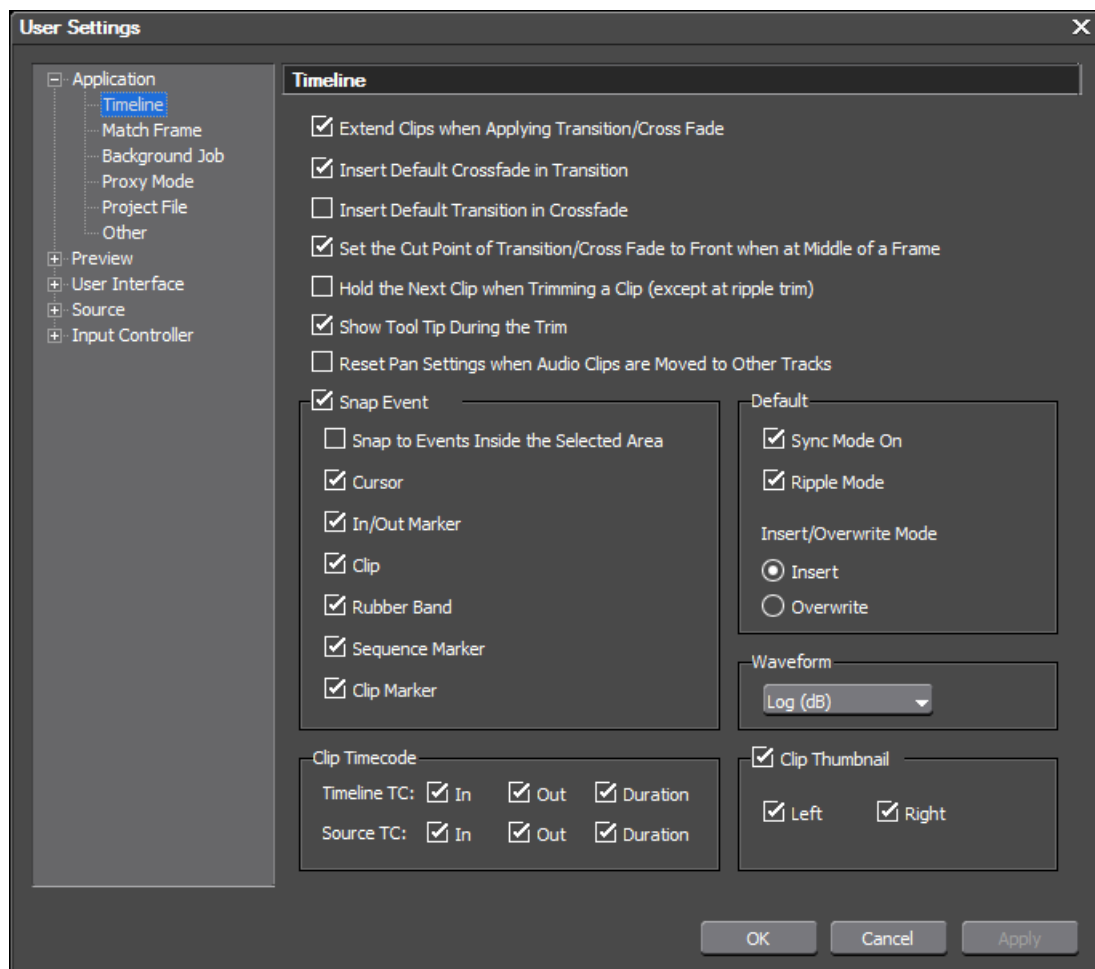 User Settings
Application
Timeline
Match Frame
Background Job
Proxy Mode
Project File
Other
Preview
User Interface
Source
Input Controller
Timeline
Extend Clips when Applying Transition/Cross Fade
Insert Default Crossfade in Transition
Insert Default Transition in Crossfade
Set the Cut Point of Transition/Cross Fade to Front when at Middle of a Frame
Hold the Next Clip when Trimming a Clip (except at ripple trim)
Show Tool Tip During the Trim
Reset Pan Settings when Audio Clips are Moved to Other Tracks
Snap Event
Snap to Events Inside the Selected Area
Cursor
In/Out Marker
Clip
Rubber Band
Sequence Marker
Clip Marker
Default
Sync Mode On
Ripple Mode
Insert/Overwrite Mode
Insert
Overwrite
Waveform
Log (dB)
Clip Timecode
Timeline TC: In Out Duration
Source TC: In Out Duration
Clip Thumbnail
Left Right
OK Cancel Apply